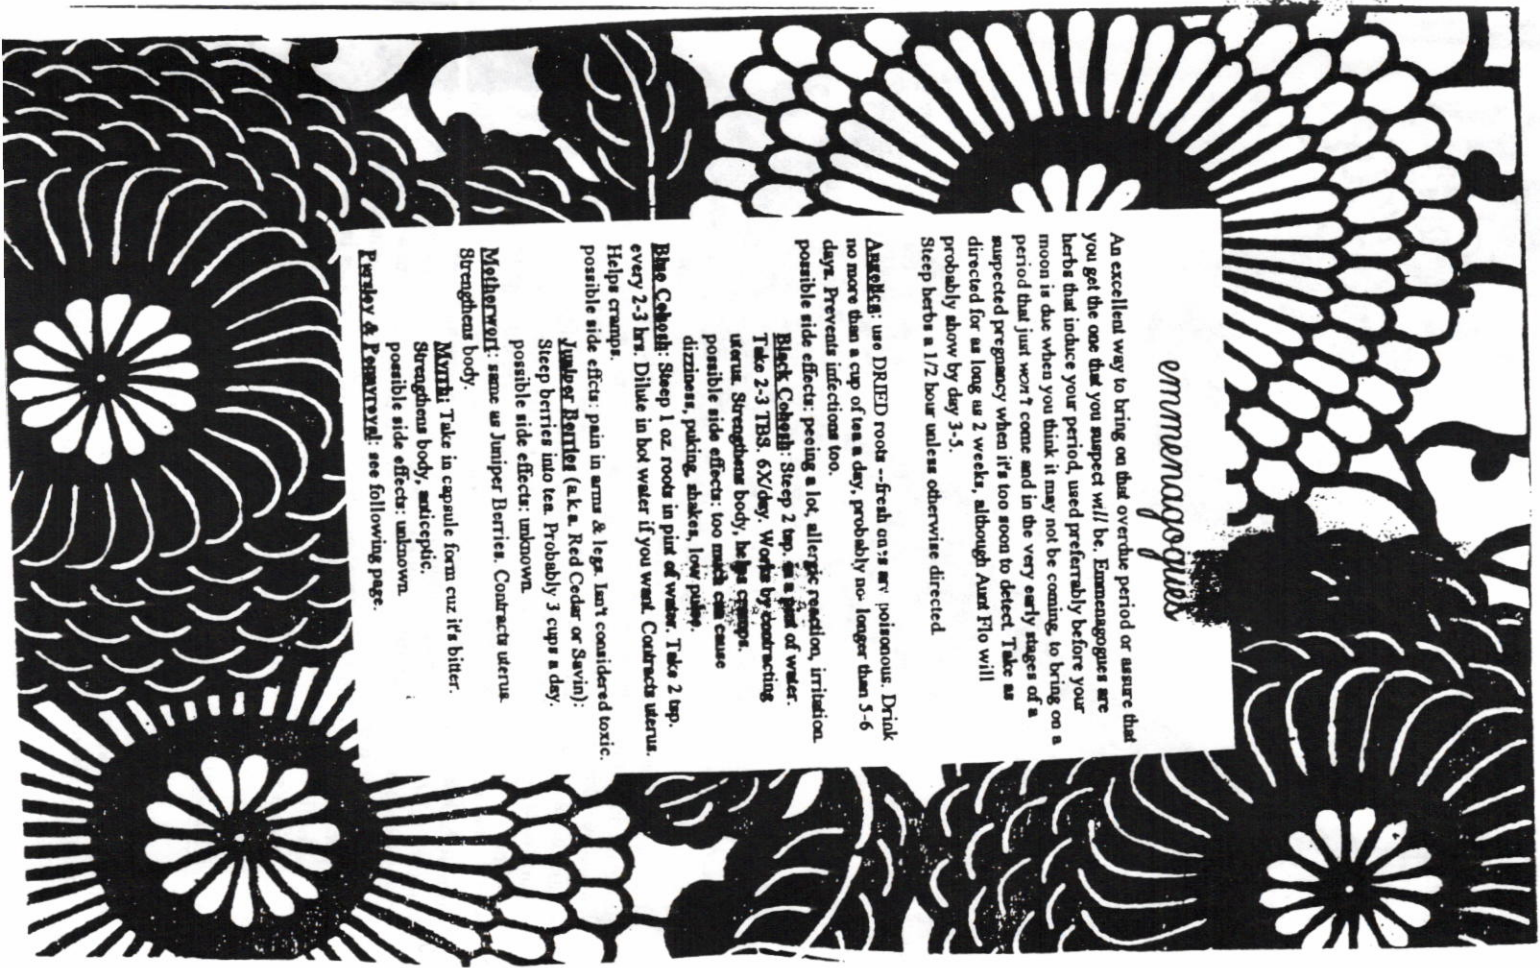 emmenagogues
An excellent way to bring on that overdue period or assure that
you get the one that you suspect will be. Emmenagogues are
herbs that induce your period, used preferrably before your
moon is due when you think it may not be coming, to bring on a
period that just won't come and in the very early stages of a
suspected pregnancy when it's too soon to detect. Take as
directed for as long as 2 weeks, although Aunt Flo will
probably show by day 3-5.
Steep herbs a 1/2 hour unless otherwise directed.
Angelica: use DRIED roots --fresh poisonous. Drink
no more than a cup of tea a day, probably no longer than 5-6
days. Prevents infections too.
possible side effects: peeing a lot, allergic reaction, irritation.
Black Cohosh: Steep 2 tsp. in a pint of water.
Take 2-3 TBS. 6X/day. Works by contracting
uterus. Strengthens body, helps cramps.
possible side effects: too much can cause
dizziness, puking, shakes, low pulse.
Blue Cohosh: Steep 1 oz. roots in pint of water. Take 2 tsp.
every 2-3 hrs. Dilute in hot water if you want. Contracts uterus.
Helps cramps.
possible side effcts: pain in arms & legs. Isn't considered toxic.
Juniper Berries (a.k.a. Red Cedar or Savin):
Steep berries into tea. Probably 3 cups a day.
possible side effects: unknown.
Motherwort: same as Juniper Berries. Contracts uterus.
Strengthens body.
Myrrh: Take in capsule form cuz it's bitter.
Strengthens body, anticeptic.
possible side effects: unknown.
Parsley & Pennyroyal: see following page.